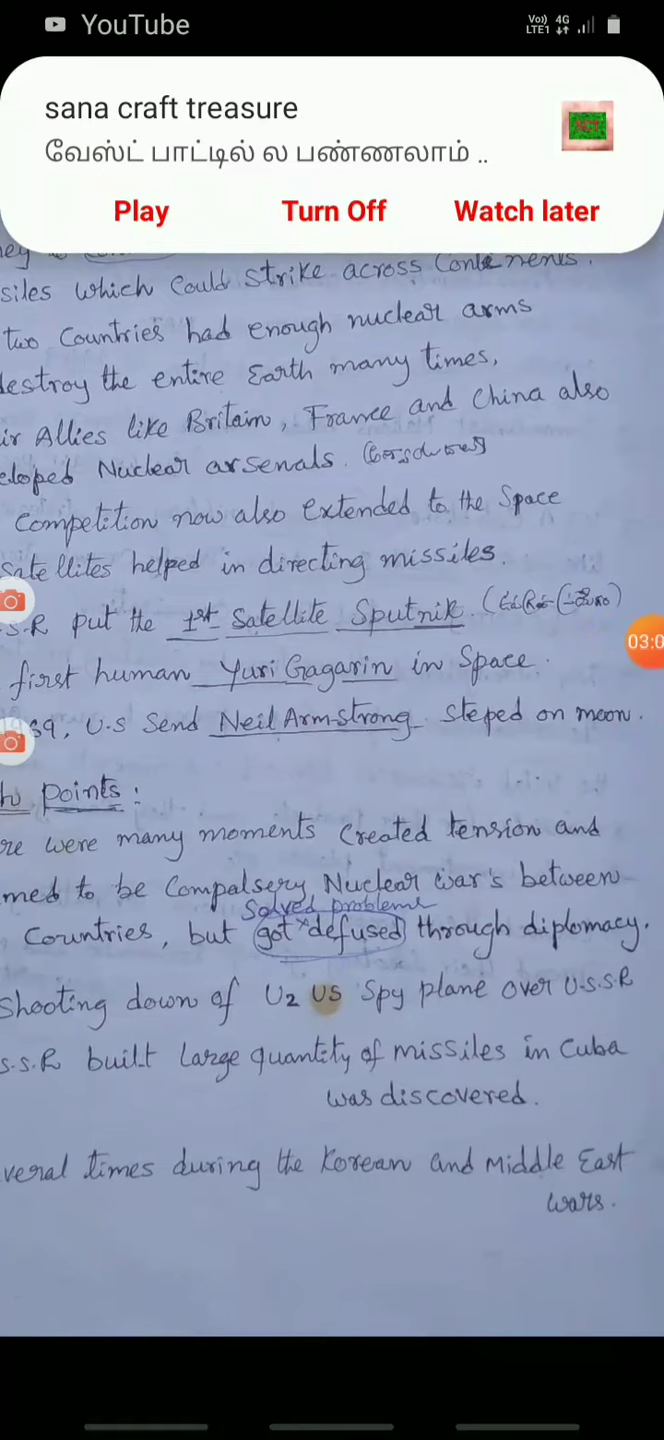 YouTube
Voo) 4G
LTE1
sana craft treasure
வேஸ்ட் பாட்டில் ல பண்ணலாம் ..
Play Turn Off Watch later
siles which could strike across
two Countries had enough nuclear arms
destroy the entire Earth many times,
ir Allies like Britain, France and China also
eloped Nuclear arsenals.
Competition now also extended to the Space
Satellites helped in directing missiles.
S.R put the 1st Satellite Sputnik.
first human Yuri Gagarin in Space.
69, U.S Send Neil Armstrong steped on moon.
03:0
points:
re were many moments Created tension and
med to be Compalsery Nuclear war's between
Solved problems
Countries, but got defused through diplomacy.
Shooting down of U2 US Spy plane over U.S.S.R
S.S.R built large quantity of missiles in Cuba
was discovered.
veral times during the Korean and Middle East
wars.